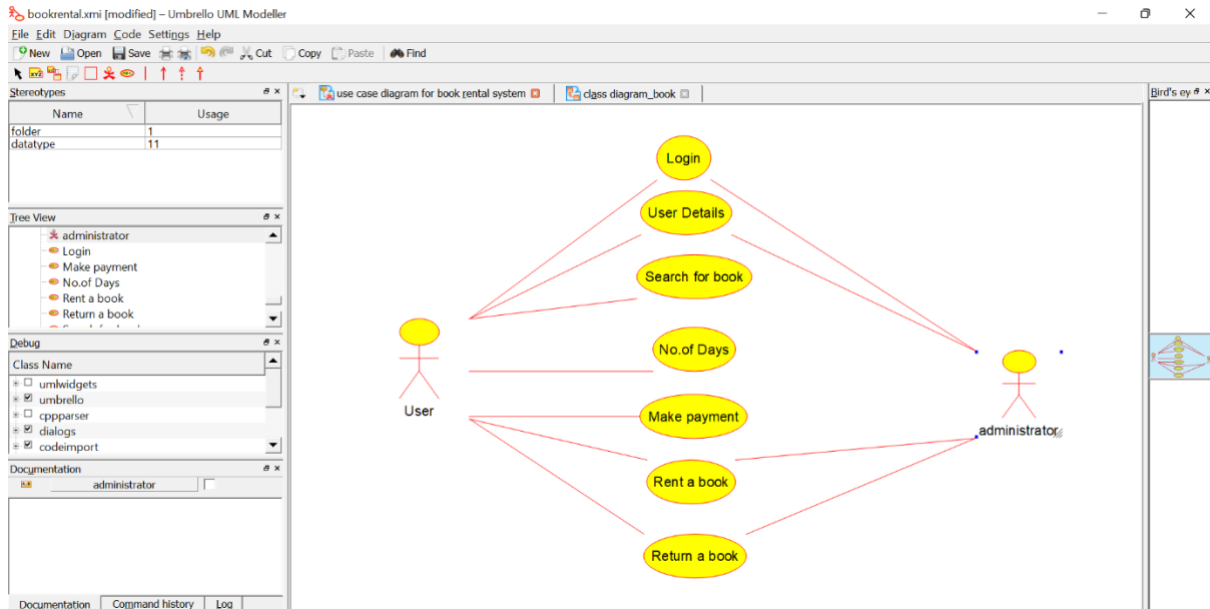 bookrental.xmi [modified] – Umbrello UML Modeller
File Edit Diagram Code Settings Help
New Open Save Cut Copy Paste Find
xyz
Stereotypes
Name Usage
folder 1
datatype 11
Tree View
administrator
Login
Make payment
No.of Days
Rent a book
Return a book
Debug
Class Name
umlwidgets
umbrello
cppparser
dialogs
codeimport
Documentation
administrator
Documentation Command history Log
use case diagram for book rental system class diagram_book
Login
User Details
Search for book
No.of Days
Make payment
Rent a book
Return a book
User
administrator
Bird's ey